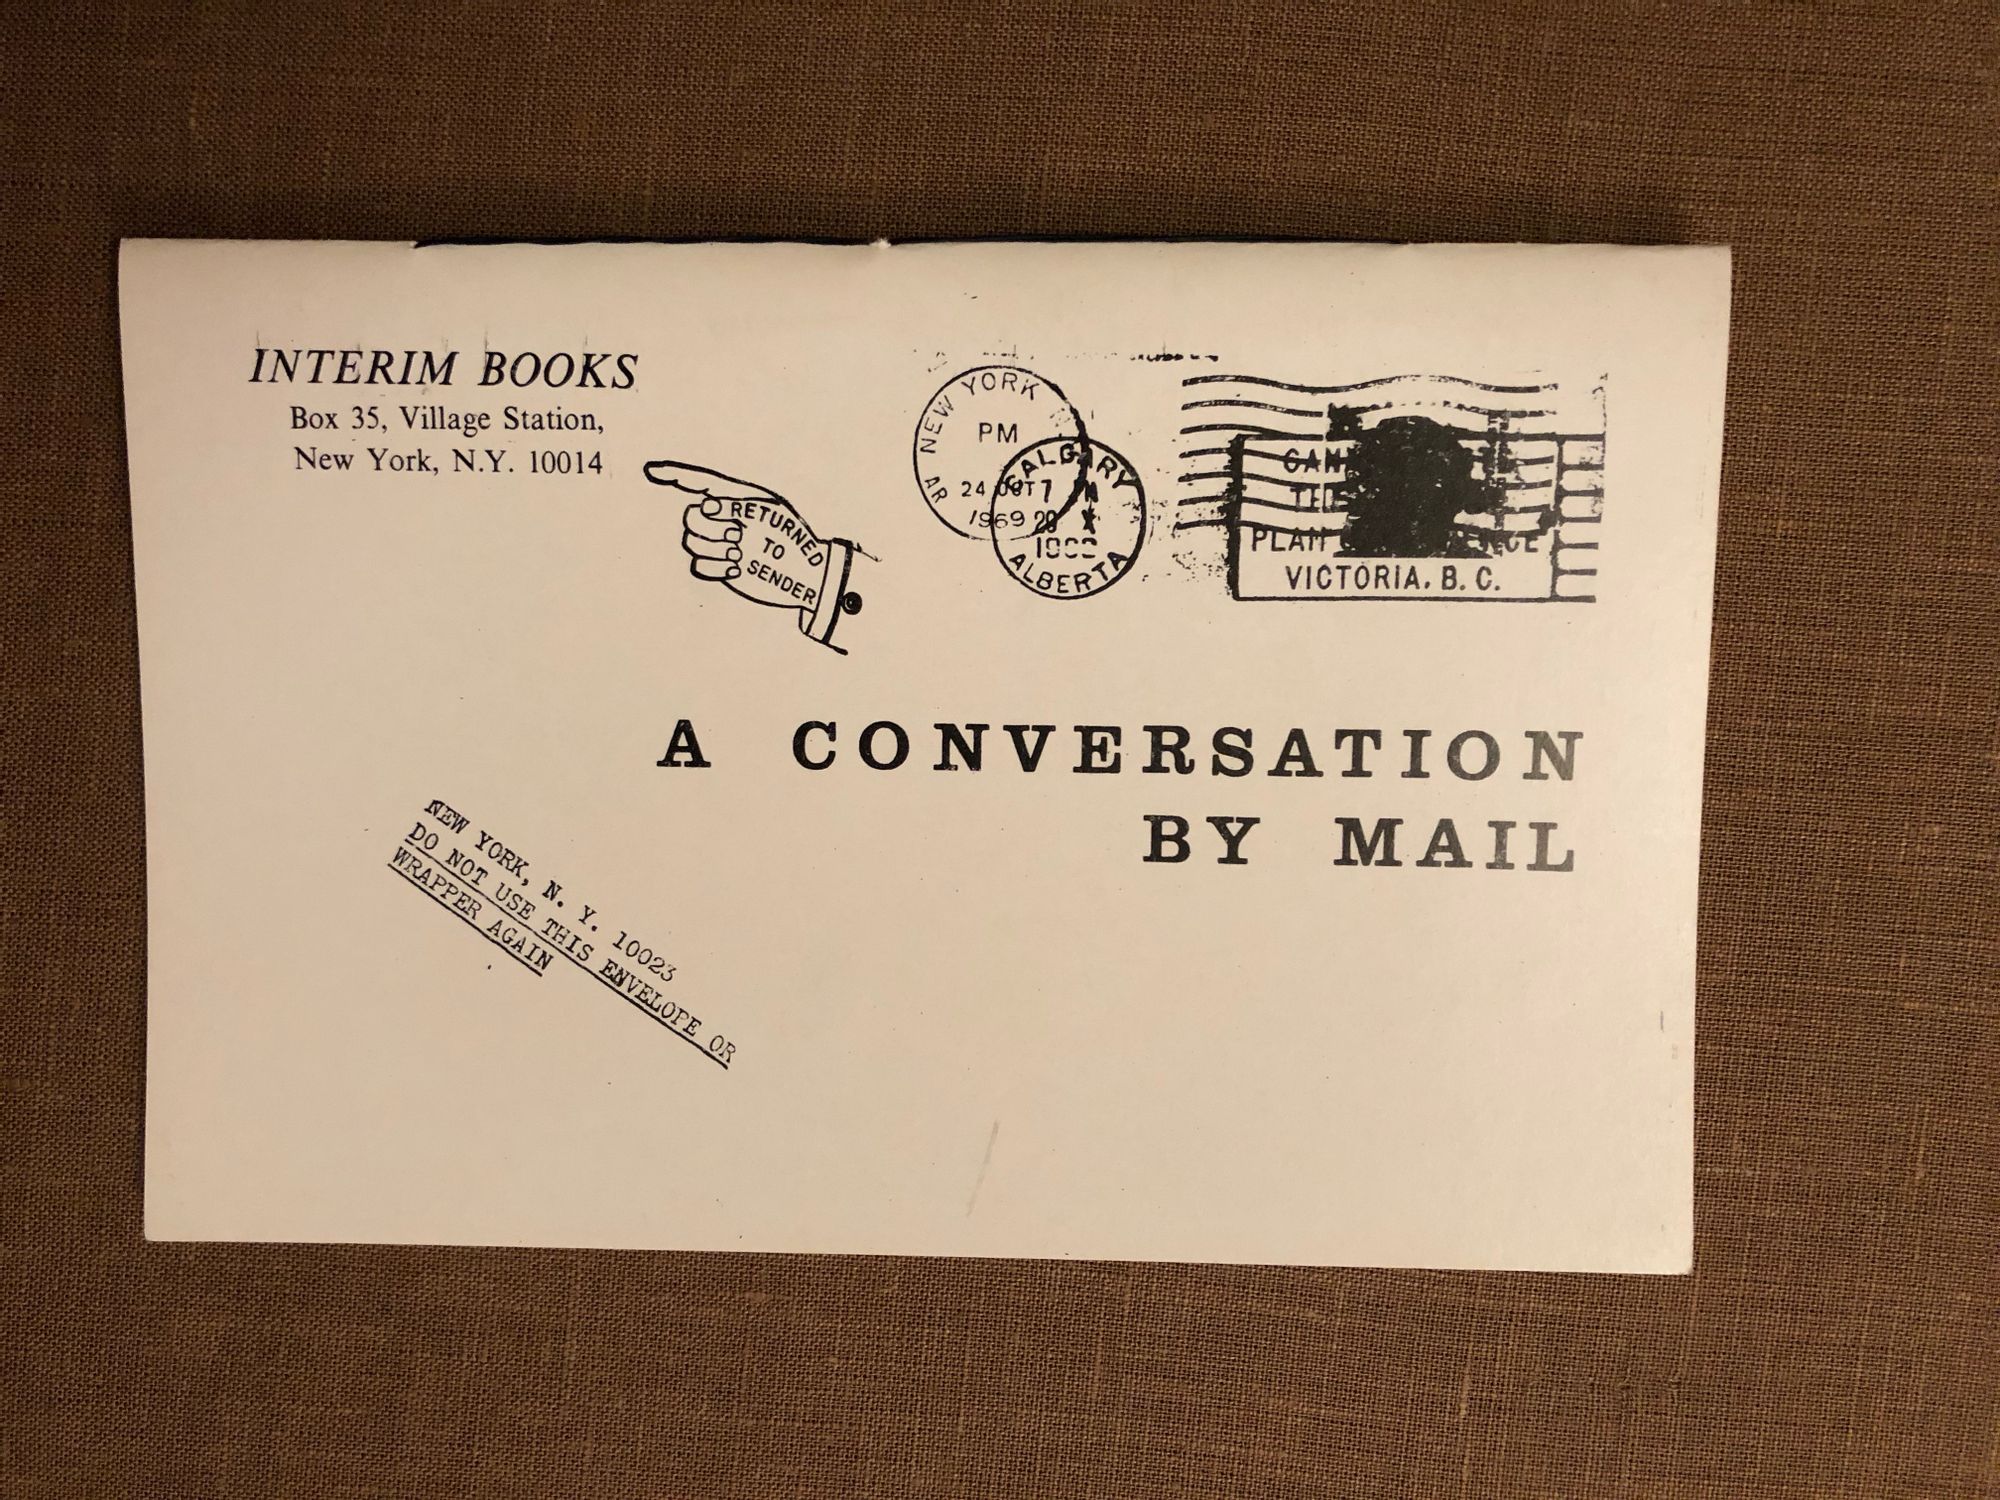 INTERIM BOOKS
Box 35, Village Station,
New York, N.Y. 10014
RETURNED
TO
SENDER
NEW YORK
PM
24 OCT
1969
CALGARY
ALBERTA
VICTORIA. B. C.
A CONVERSATION
BY MAIL
NEW YORK, N. Y. 10023
DO NOT USE THIS ENVELOPE OR
WRAPPER AGAIN